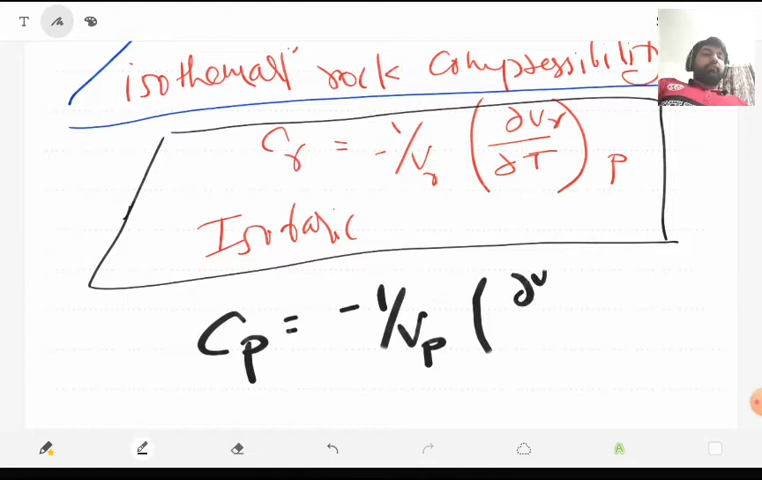 isothermal rock compressibility
Cr = -1/Vr (∂Vr/∂T)P
Isobaric
Cp = -1/Vp (∂v
T
A